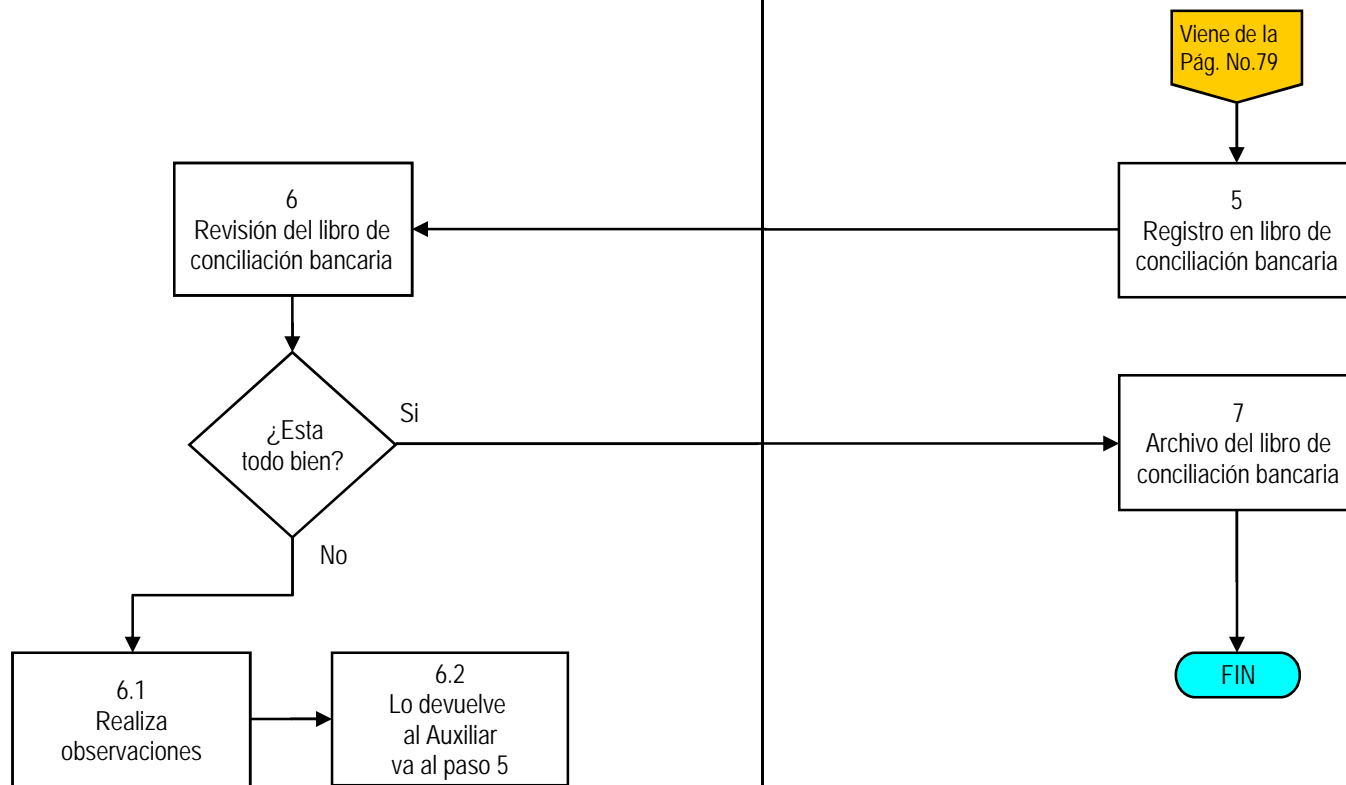 Viene de la
Pág. No.79
5
Registro en libro de
conciliación bancaria
6
Revisión del libro de
conciliación bancaria
¿Esta
todo bien?
Si
No
7
Archivo del libro de
conciliación bancaria
6.1
Realiza
observaciones
6.2
Lo devuelve
al Auxiliar
va al paso 5
FIN